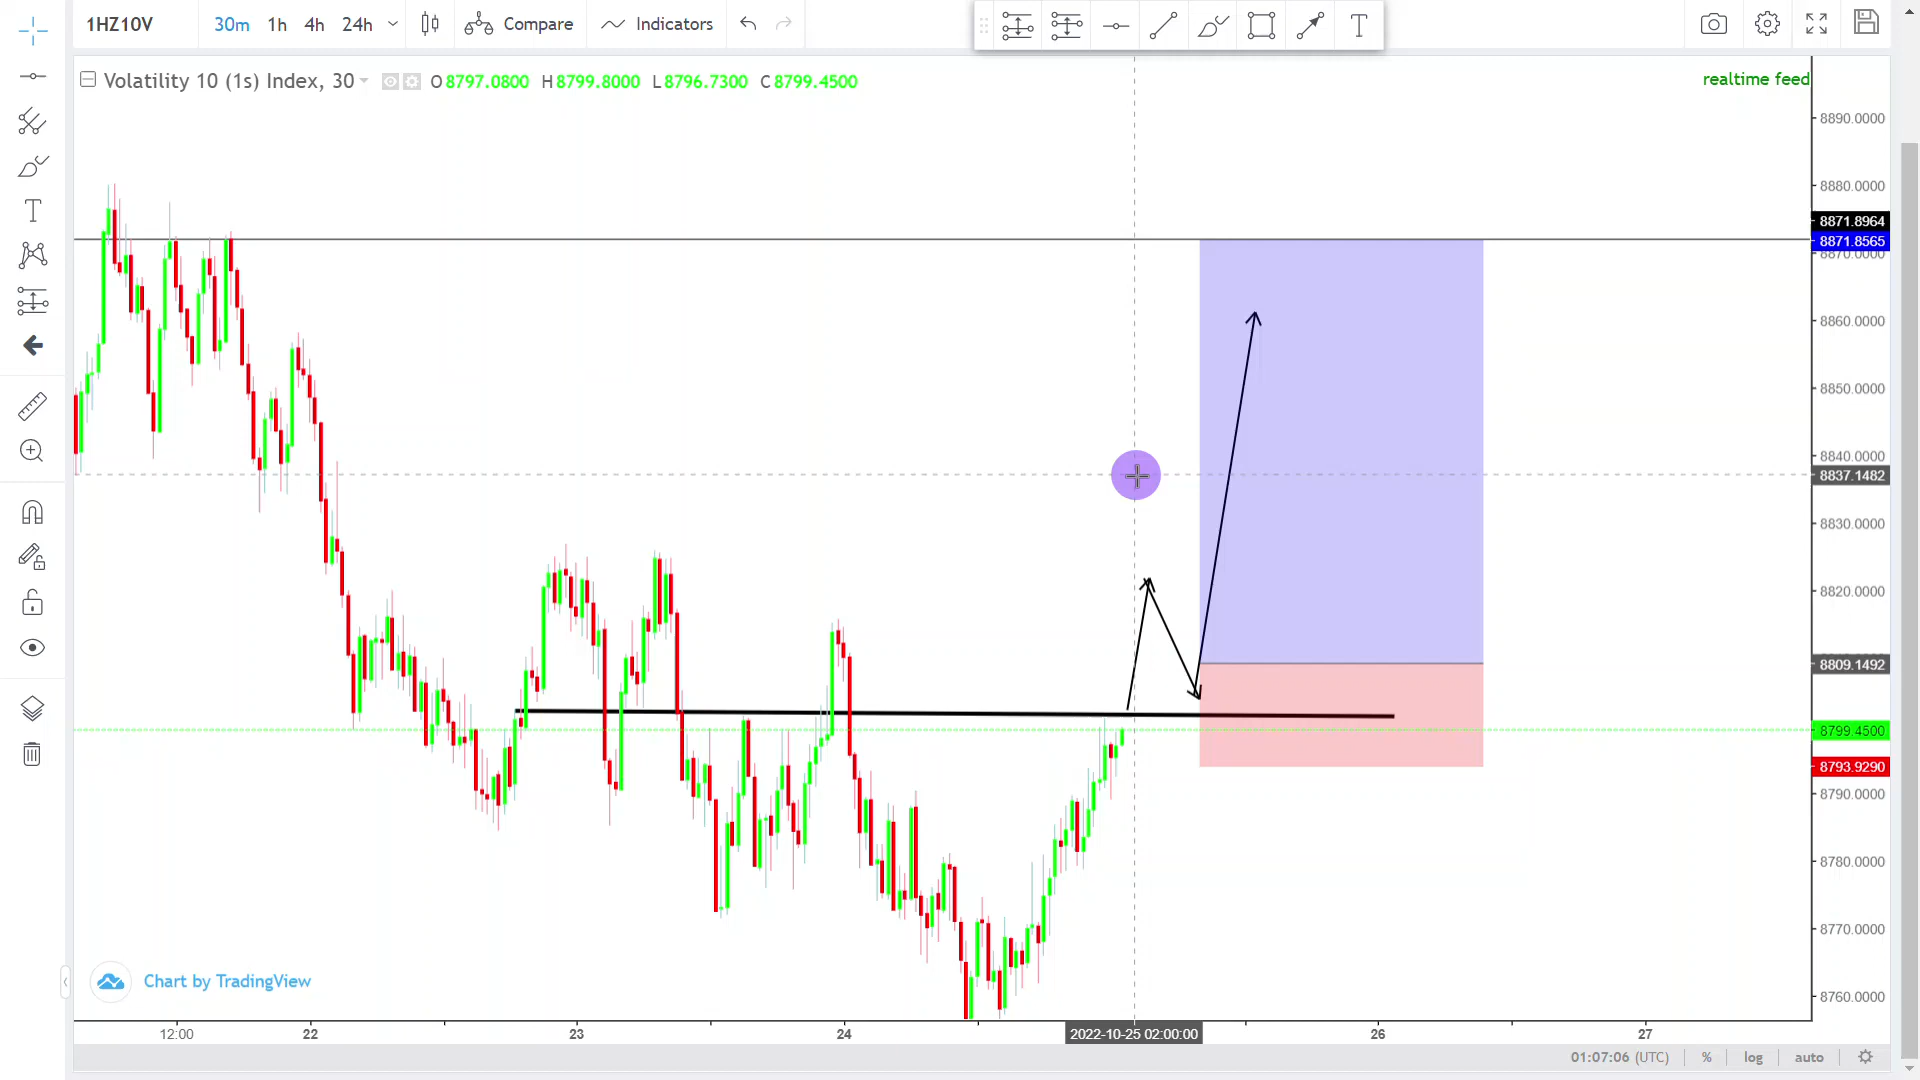 1HZ10V
30m 1h 4h 24h
Compare
Indicators
Volatility 10 (1s) Index, 30
O 8797.0800 H 8799.8000 L 8796.7300 C 8799.4500
realtime feed
8890.0000
8880.0000
8871.8964
8871.8565
8870.0000
8860.0000
8850.0000
8840.0000
8837.1482
8830.0000
8820.0000
8809.1492
8799.4500
8793.9290
8790.0000
8780.0000
8770.0000
8760.0000
Chart by TradingView
12:00 22 23 24 2022-10-25 02:00:00 26 27
01:07:06 (UTC) % log auto